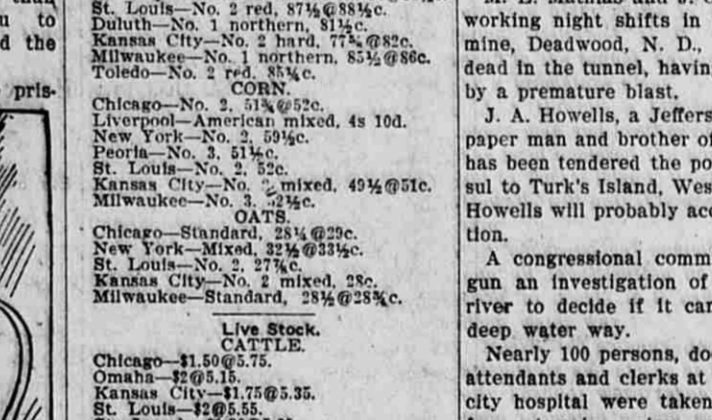 u to
d the
pris-
St. Louis—No. 2 red, 87½@88½c.
Duluth—No. 1 northern, 81½c.
Kansas City—No. 2 hard, 77¾@82c.
Milwaukee—No. 1 northern, 85½@86c.
Toledo—No. 2 red, 85¼c.
CORN.
Chicago—No. 2, 51¾@52c.
Liverpool—American mixed, 4s 10d.
New York—No. 2, 59½c.
Peoria—No. 3, 51½c.
St. Louis—No. 2, 52c.
Kansas City—No. mixed, 49½@51c.
Milwaukee—No. 3,
OATS.
Chicago—Standard, 28¼@29c.
New York—Mixed, 32½@33½c.
St. Louis—No. 2, 27¾c.
Kansas City—No. 2 mixed, 28c.
Milwaukee—Standard, 28½@28¾c.
Live Stock.
CATTLE.
Chicago—$1.50@5.75.
Omaha—$2@5.15.
Kansas City—$1.75@5.35.
St. Louis—$2@5.55.
working night shifts in
mine, Deadwood, N. D.,
dead in the tunnel, havin
by a premature blast.
J. A. Howells, a Jeffers
paper man and brother of
has been tendered the po
sul to Turk's Island, Wes
Howells will probably acc
tion.
A congressional comm
gun an investigation of
river to decide if it can
deep water way.
Nearly 100 persons, do
attendants and clerks at
city hospital were taken